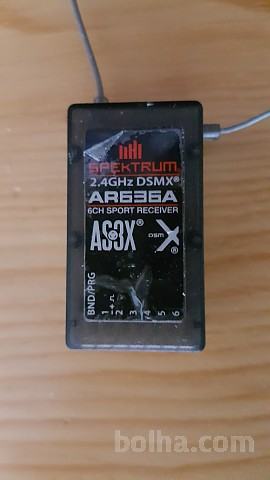 SPEKTRUM
2.4GHz DSMX®
AR636A
6CH SPORT RECEIVER
AS3X®
DSM X®
BND/PRG
1
2
3
4
5
6
bolha.com